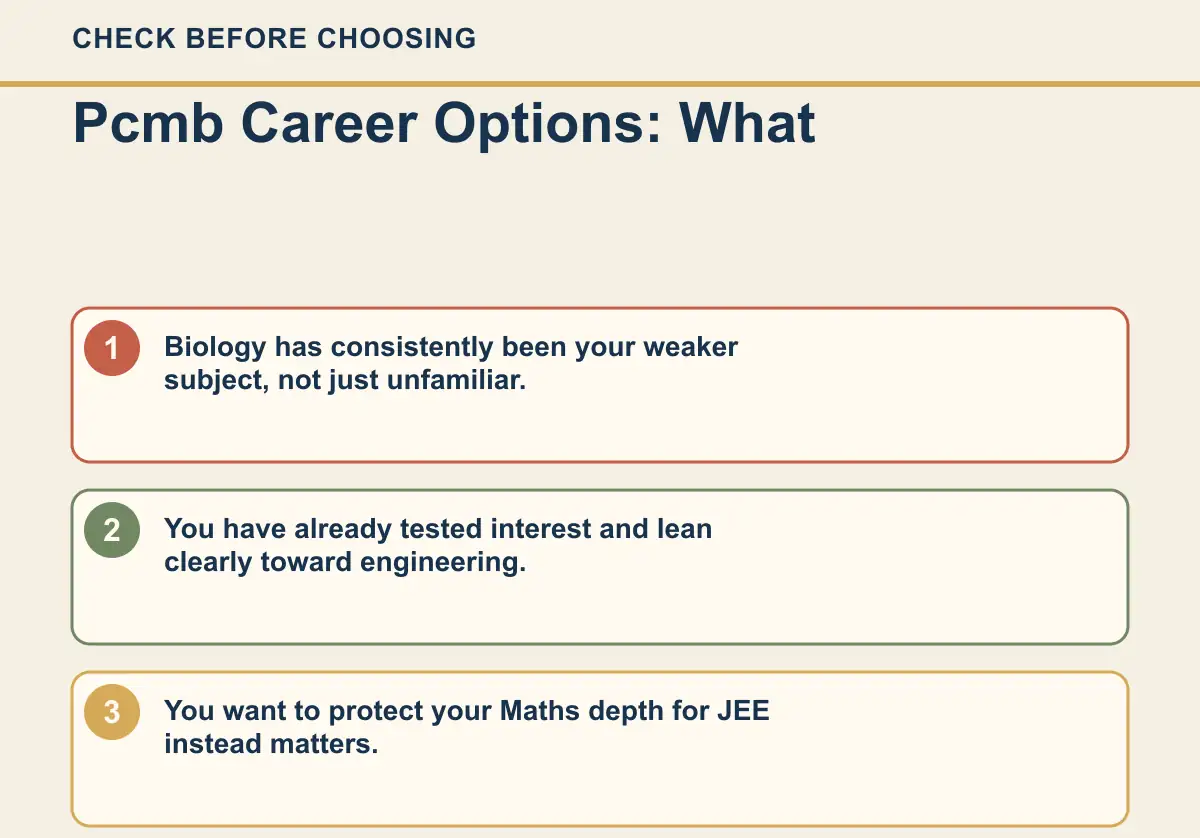 CHECK BEFORE CHOOSING
Pcmb Career Options: What
1
Biology has consistently been your weaker
subject, not just unfamiliar.
2
You have already tested interest and lean
clearly toward engineering.
3
You want to protect your Maths depth for JEE
instead matters.